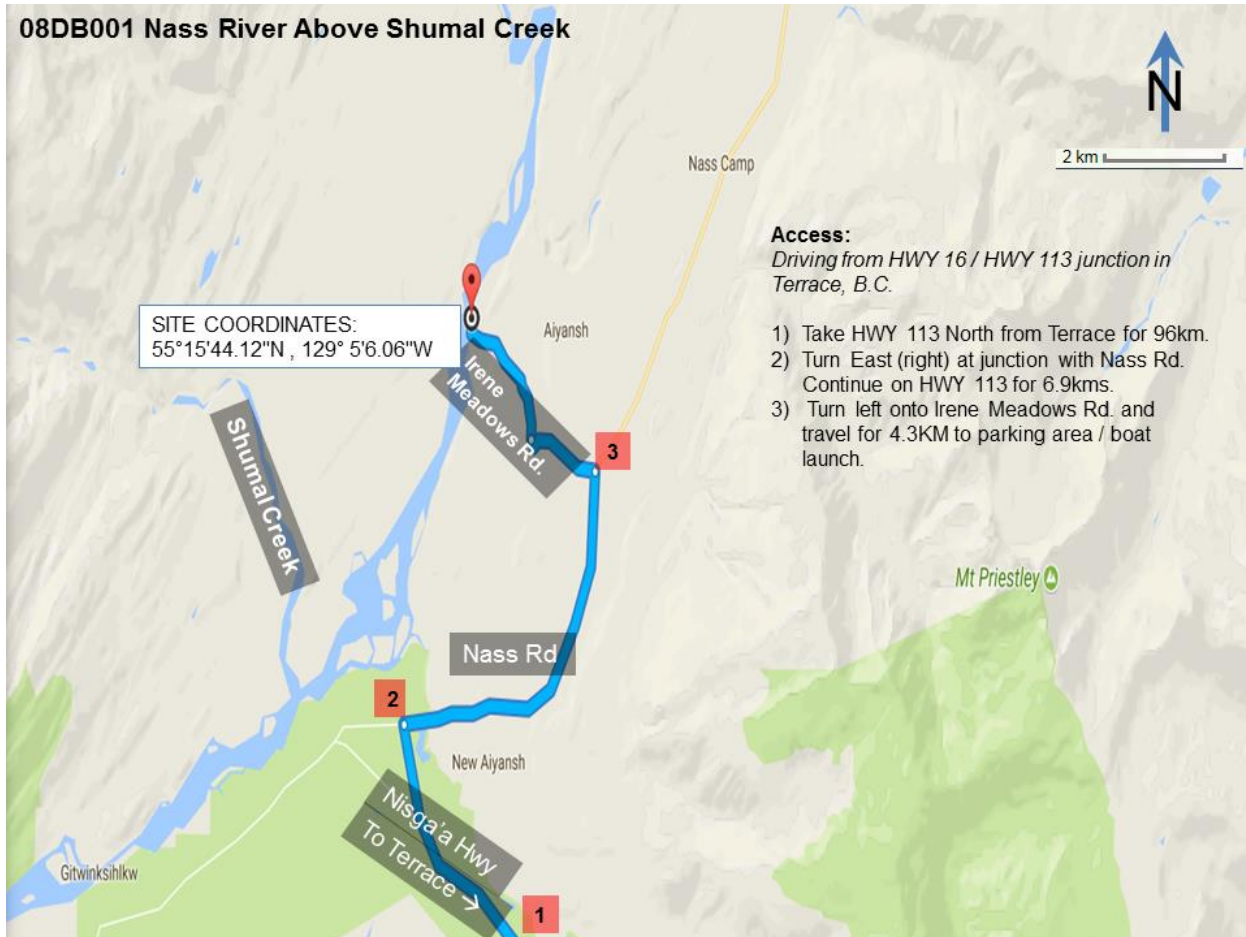 08DB001 Nass River Above Shumal Creek
N
2 km
Nass Camp
Access:
Driving from HWY 16 / HWY 113 junction in
Terrace, B.C.
1) Take HWY 113 North from Terrace for 96km.
2) Turn East (right) at junction with Nass Rd.
Continue on HWY 113 for 6.9kms.
3) Turn left onto Irene Meadows Rd. and
travel for 4.3KM to parking area / boat
launch.
SITE COORDINATES:
55°15'44.12"N , 129° 5'6.06"W
Aiyansh
Irene
Meadows Rd.
3
Shumal Creek
Mt Priestley
Nass Rd
2
New Aiyansh
Nisga'a Hwy
To Terrace →
Gitwinksihlkw
1